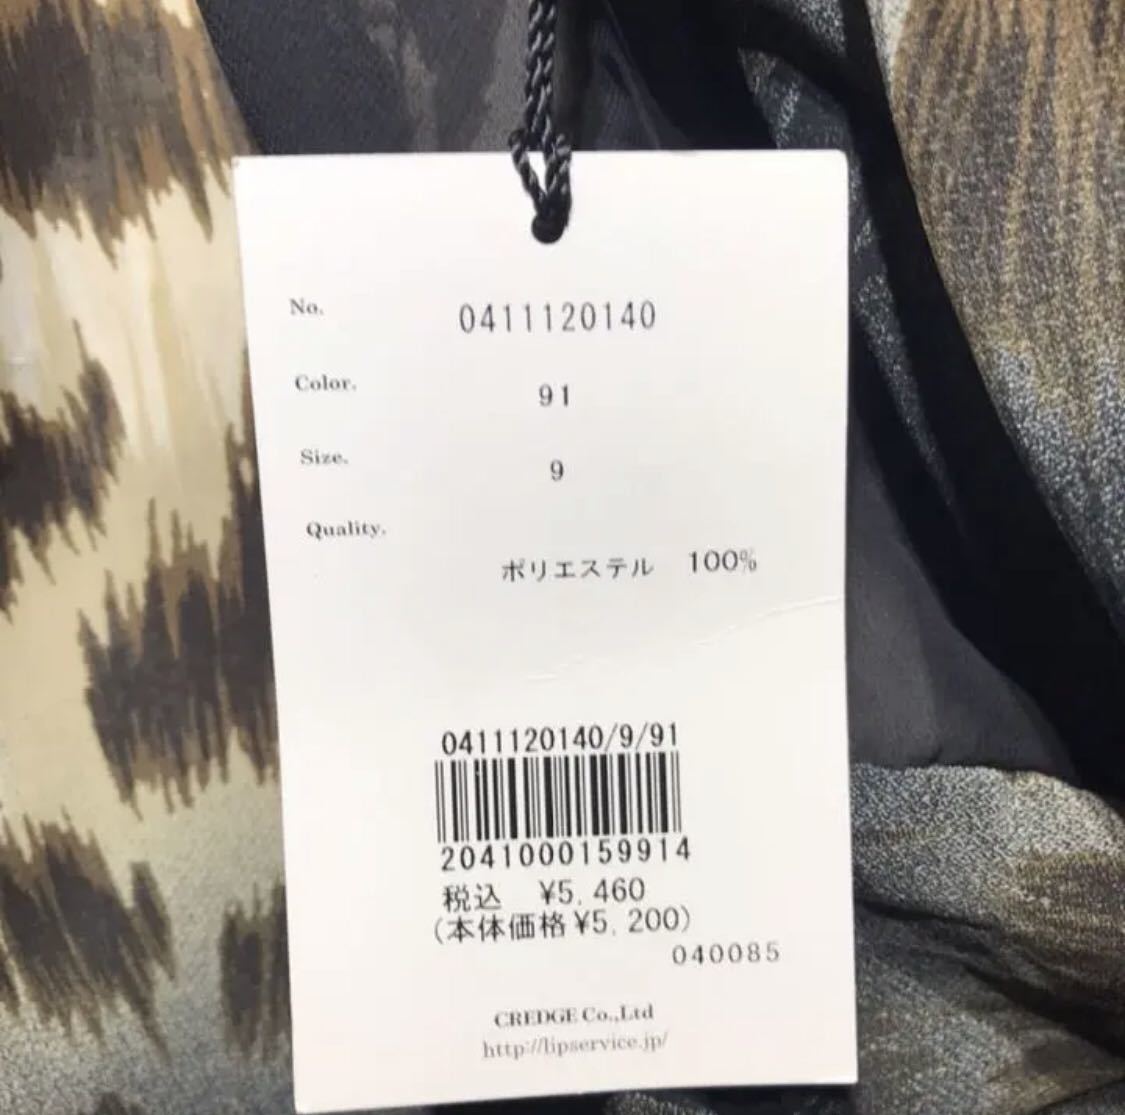 No. 0411120140
Color. 91
Size. 9
Quality.
ポリエステル 100%
0411120140/9/91
2041000159914
税込 ¥5,460
(本体価格¥5,200)
040085
CREDGE Co.,Ltd
http://lipservice.jp/